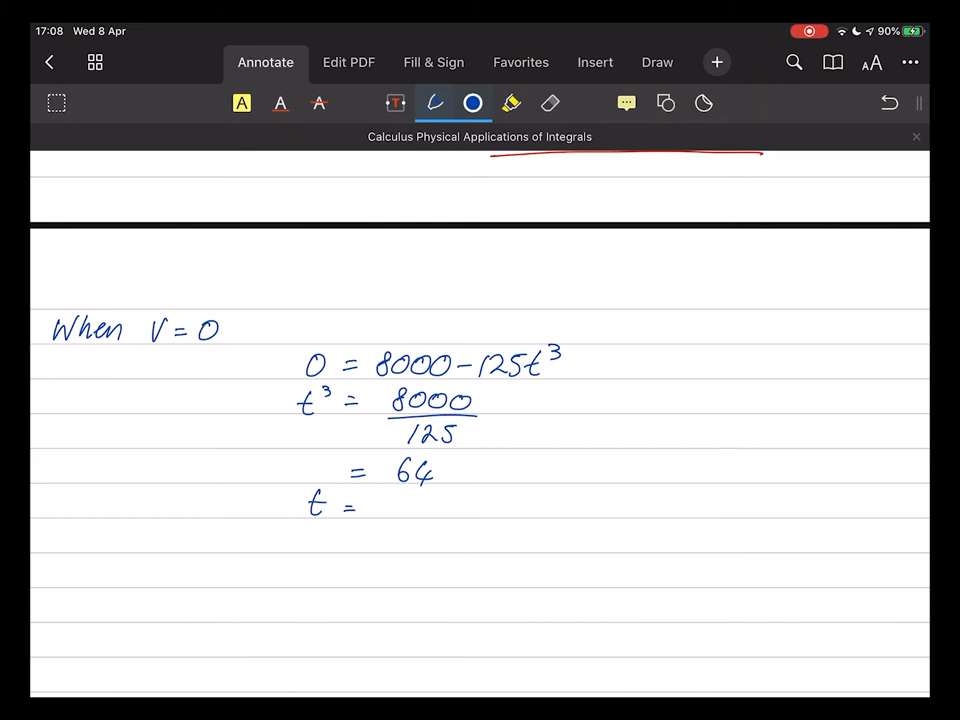 17:08 Wed 8 Apr 90%
Annotate Edit PDF Fill & Sign Favorites Insert Draw
A A A T
Calculus Physical Applications of Integrals
When V = 0
0 = 8000 - 125t³
t³ = 8000
125
= 64
t =